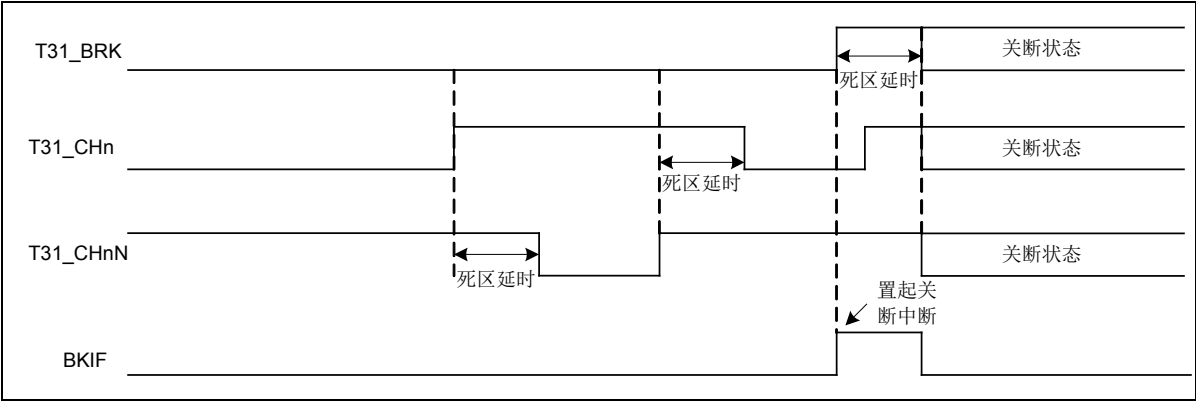 T31_BRK
关断状态
死区延时
T31_CHn
关断状态
死区延时
T31_CHnN
关断状态
死区延时
置起关
断中断
BKIF